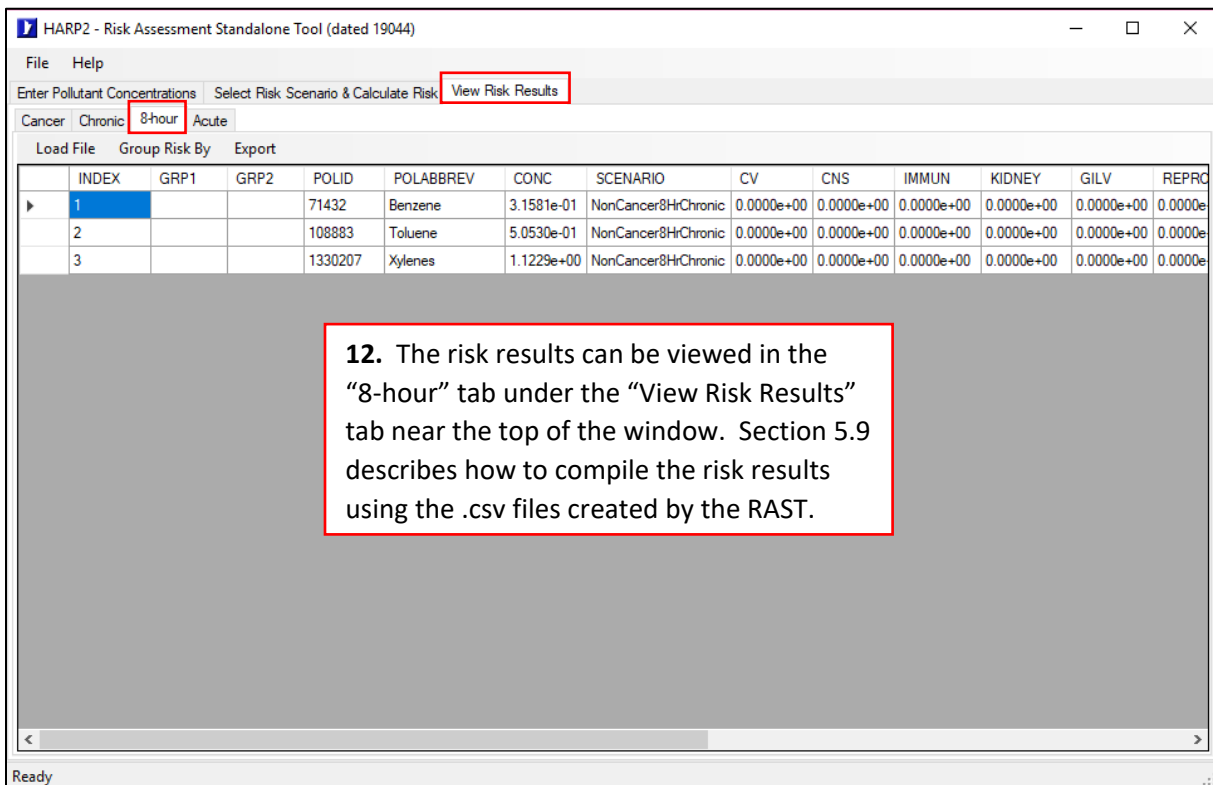 HARP2 - Risk Assessment Standalone Tool (dated 19044)
File Help
Enter Pollutant Concentrations Select Risk Scenario & Calculate Risk View Risk Results
Cancer Chronic 8-hour Acute
Load File Group Risk By Export
INDEX GRP1 GRP2 POLID POLABBREV CONC SCENARIO CV CNS IMMUN KIDNEY GILV REPRO
1 71432 Benzene 3.1581e-01 NonCancer8HrChronic 0.0000e+00 0.0000e+00 0.0000e+00 0.0000e+00 0.0000e+00 0.0000e-
2 108883 Toluene 5.0530e-01 NonCancer8HrChronic 0.0000e+00 0.0000e+00 0.0000e+00 0.0000e+00 0.0000e+00 0.0000e-
3 1330207 Xylenes 1.1229e+00 NonCancer8HrChronic 0.0000e+00 0.0000e+00 0.0000e+00 0.0000e+00 0.0000e+00 0.0000e-
12. The risk results can be viewed in the
“8-hour” tab under the “View Risk Results”
tab near the top of the window. Section 5.9
describes how to compile the risk results
using the .csv files created by the RAST.
Ready